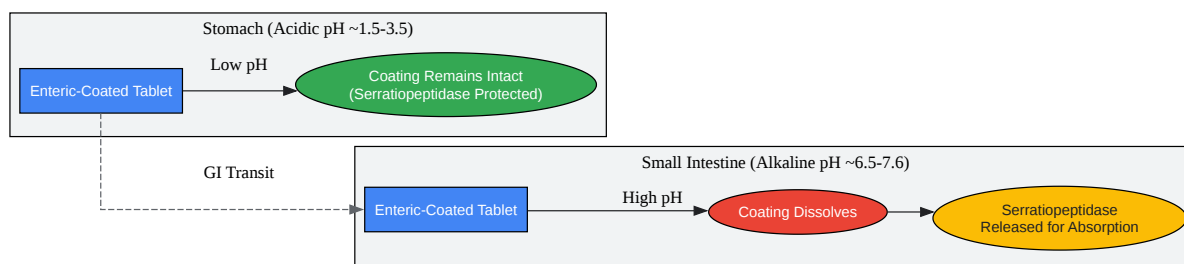 Stomach (Acidic pH ~1.5-3.5)
Enteric-Coated Tablet
Low pH
Coating Remains Intact
(Serratiopeptidase Protected)
GI Transit
Small Intestine (Alkaline pH ~6.5-7.6)
Enteric-Coated Tablet
High pH
Coating Dissolves
Serratiopeptidase
Released for Absorption